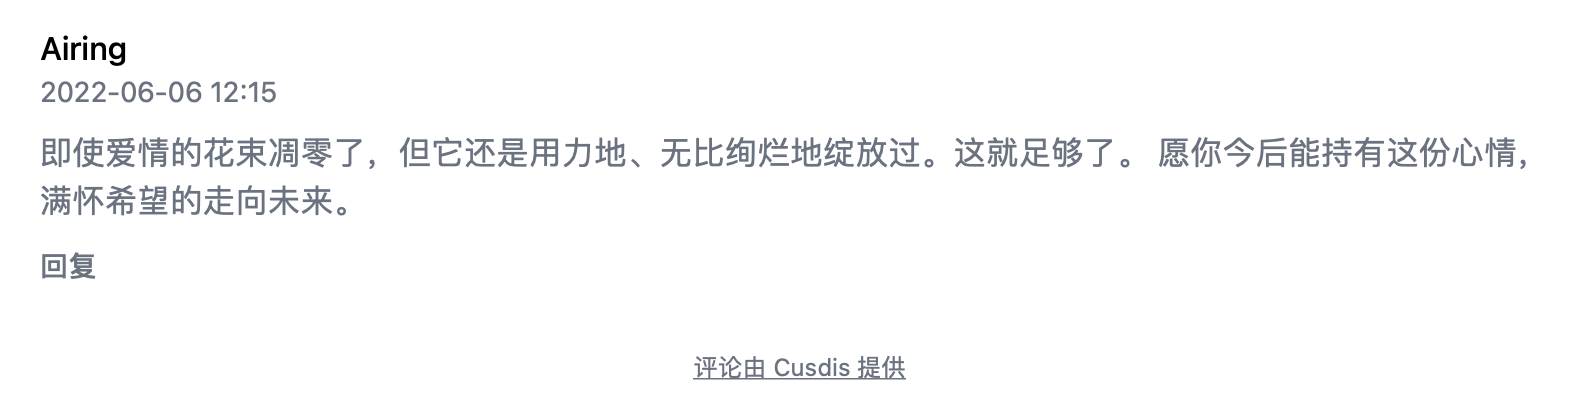 Airing
2022-06-06 12:15
即使爱情的花束凋零了，但它还是用力地、无比绚烂地绽放过。这就足够了。 愿你今后能持有这份心情，
满怀希望的走向未来。
回复
评论由 Cusdis 提供